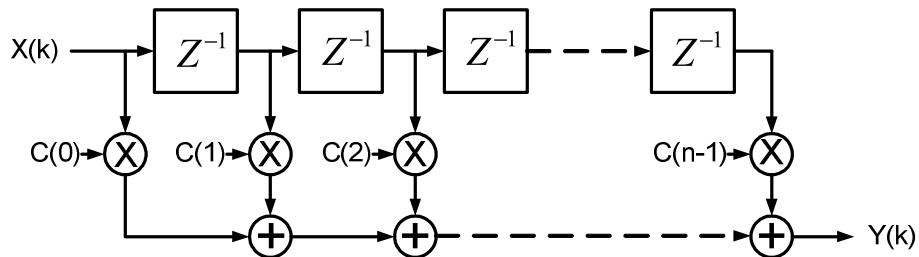 X(k) Z⁻¹ Z⁻¹ Z⁻¹ Z⁻¹
C(0) X C(1) X C(2) X C(n-1) X
+ + + Y(k)